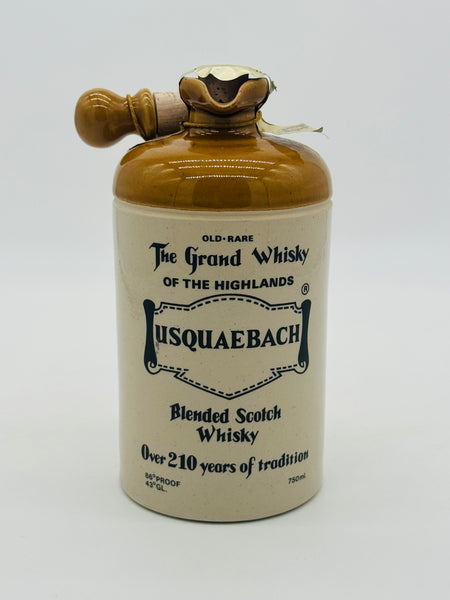 OLD·RARE
The Grand Whisky
OF THE HIGHLANDS
®
USQUAEBACH
Blended Scotch
Whisky
Over 210 years of tradition
86° PROOF
43° GL.
750ml